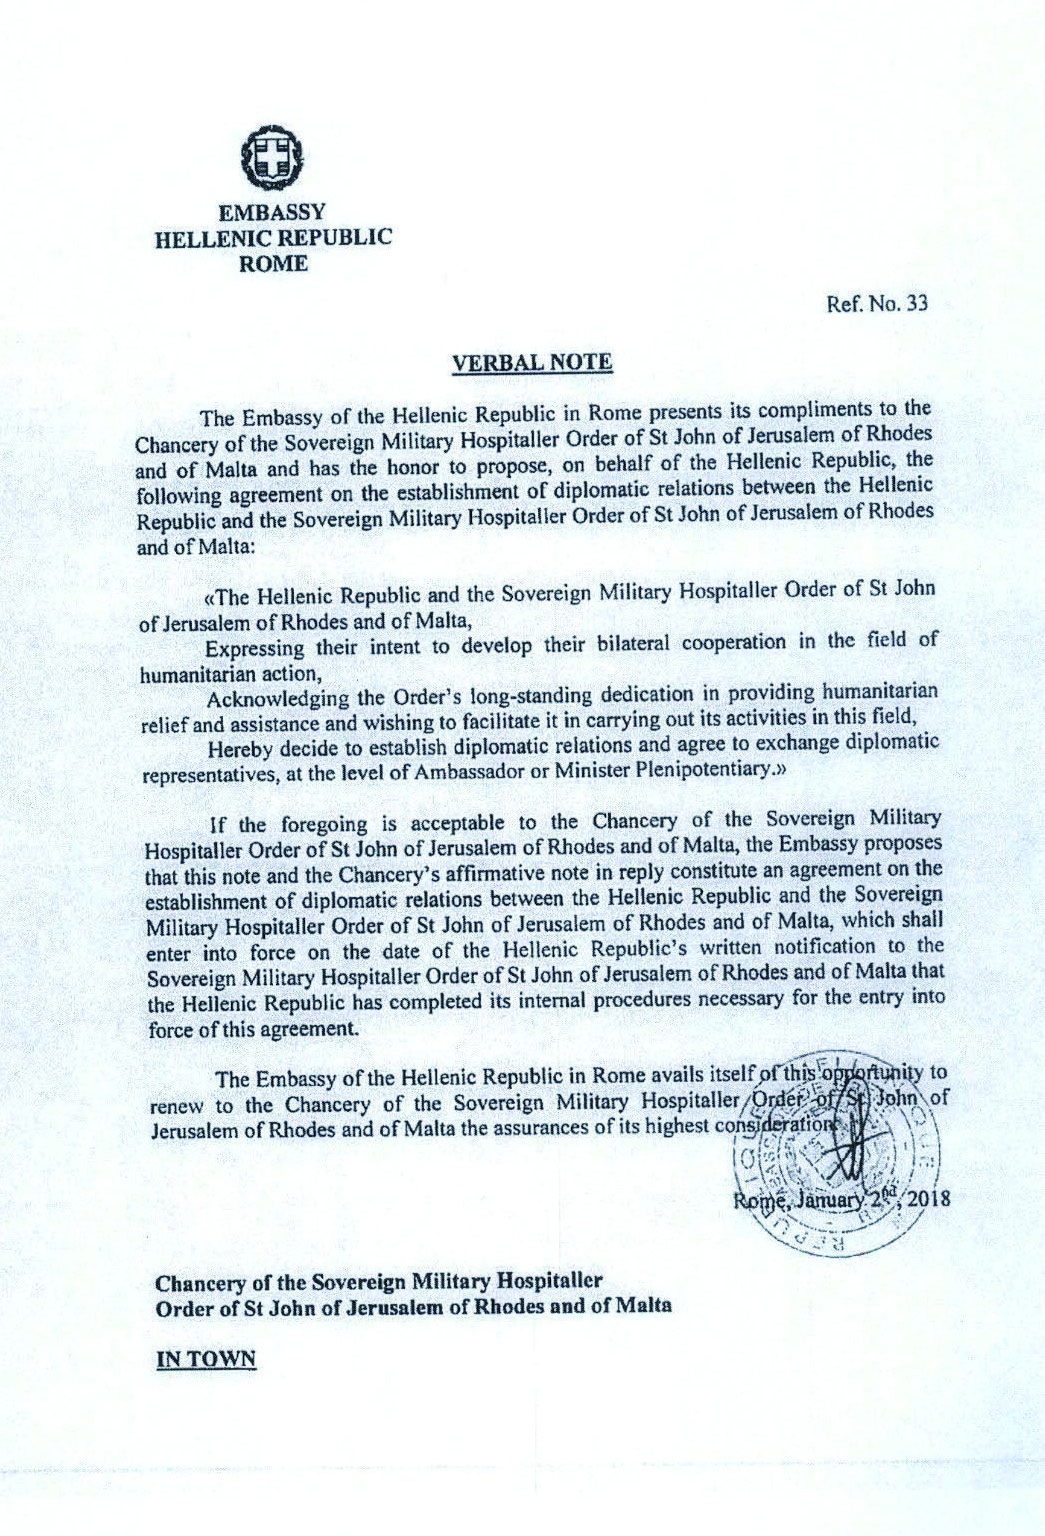 EMBASSY
HELLENIC REPUBLIC
ROME
Ref. No. 33
VERBAL NOTE
The Embassy of the Hellenic Republic in Rome presents its compliments to the
Chancery of the Sovereign Military Hospitaller Order of St John of Jerusalem of Rhodes
and of Malta and has the honor to propose, on behalf of the Hellenic Republic, the
following agreement on the establishment of diplomatic relations between the Hellenic
Republic and the Sovereign Military Hospitaller Order of St John of Jerusalem of Rhodes
and of Malta:
«The Hellenic Republic and the Sovereign Military Hospitaller Order of St John
of Jerusalem of Rhodes and of Malta,
Expressing their intent to develop their bilateral cooperation in the field of
humanitarian action,
Acknowledging the Order's long-standing dedication in providing humanitarian
relief and assistance and wishing to facilitate it in carrying out its activities in this field,
Hereby decide to establish diplomatic relations and agree to exchange diplomatic
representatives, at the level of Ambassador or Minister Plenipotentiary.»
If the foregoing is acceptable to the Chancery of the Sovereign Military
Hospitaller Order of St John of Jerusalem of Rhodes and of Malta, the Embassy proposes
that this note and the Chancery's affirmative note in reply constitute an agreement on the
establishment of diplomatic relations between the Hellenic Republic and the Sovereign
Military Hospitaller Order of St John of Jerusalem of Rhodes and of Malta, which shall
enter into force on the date of the Hellenic Republic's written notification to the
Sovereign Military Hospitaller Order of St John of Jerusalem of Rhodes and of Malta that
the Hellenic Republic has completed its internal procedures necessary for the entry into
force of this agreement.
The Embassy of the Hellenic Republic in Rome avails itself of this opportunity to
renew to the Chancery of the Sovereign Military Hospitaller Order of St John of
Jerusalem of Rhodes and of Malta the assurances of its highest consideration.
Rome, January 2nd, 2018
Chancery of the Sovereign Military Hospitaller
Order of St John of Jerusalem of Rhodes and of Malta
IN TOWN